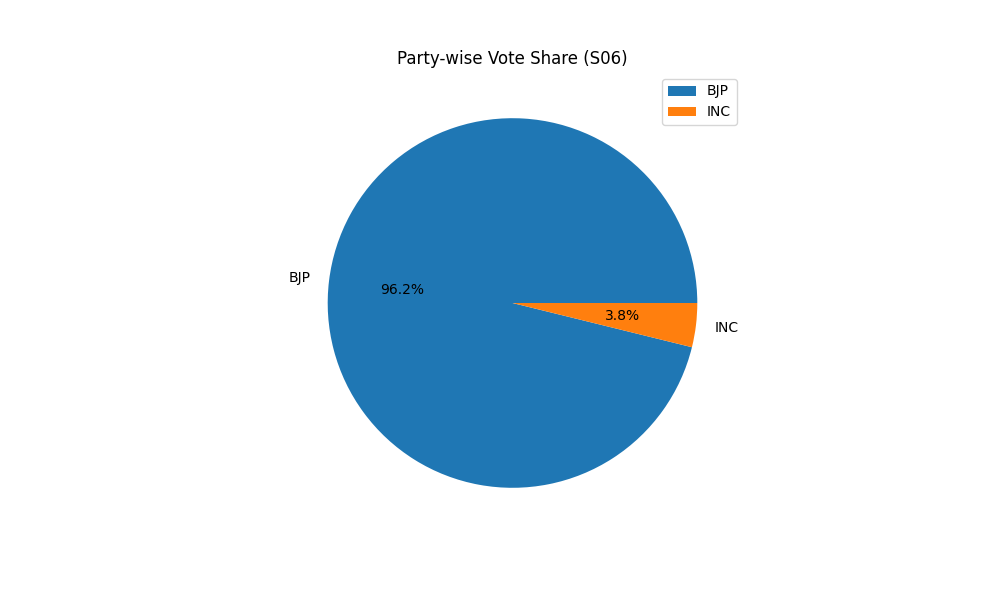 Party-wise Vote Share (S06)
BJP
INC
BJP
96.2%
3.8%
INC